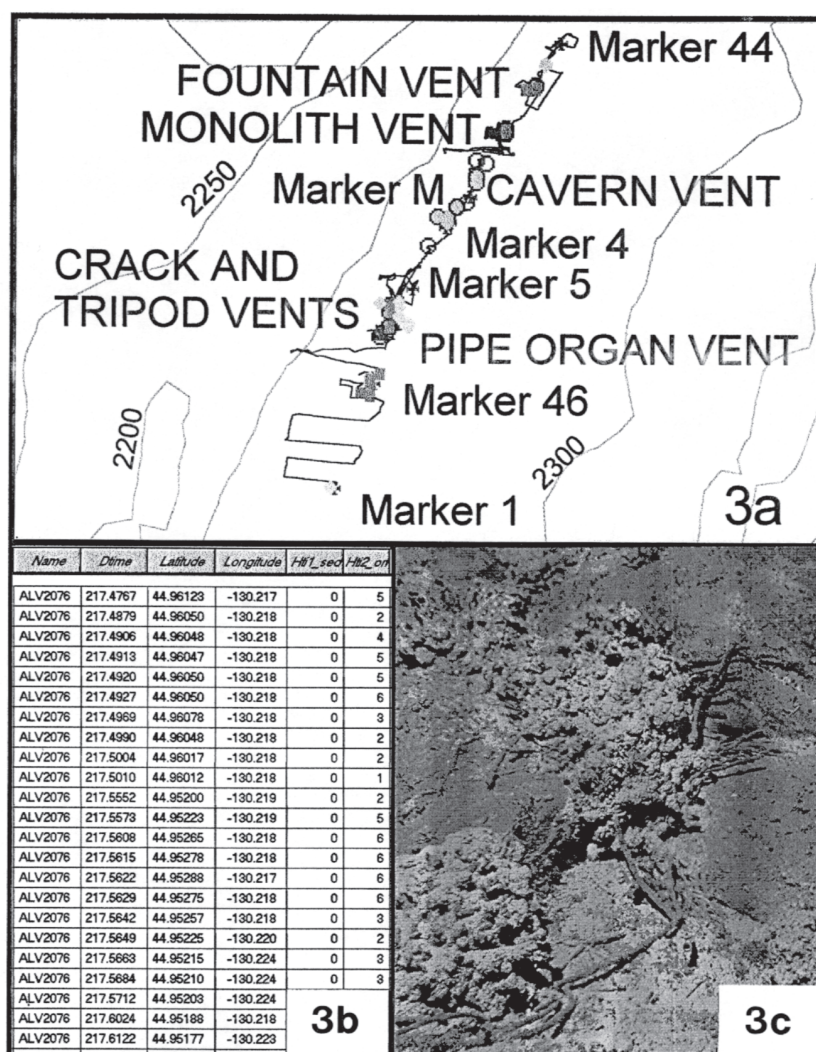 Marker 44
FOUNTAIN VENT
MONOLITH VENT
2250
Marker M
CAVERN VENT
Marker 4
CRACK AND
TRIPOD VENTS
Marker 5
PIPE ORGAN VENT
Marker 46
2200
2300
Marker 1
3a
Name Dtime Latitude Longitude Hti1_sed Hti2_on
ALV2076 217.4767 44.96123 -130.217 0 5
ALV2076 217.4879 44.96050 -130.218 0 2
ALV2076 217.4906 44.96048 -130.218 0 4
ALV2076 217.4913 44.96047 -130.218 0 5
ALV2076 217.4920 44.96050 -130.218 0 5
ALV2076 217.4927 44.96050 -130.218 0 6
ALV2076 217.4969 44.96078 -130.218 0 3
ALV2076 217.4990 44.96048 -130.218 0 2
ALV2076 217.5004 44.96017 -130.218 0 2
ALV2076 217.5010 44.96012 -130.218 0 1
ALV2076 217.5552 44.95200 -130.219 0 2
ALV2076 217.5573 44.95223 -130.219 0 5
ALV2076 217.5608 44.95265 -130.218 0 6
ALV2076 217.5615 44.95278 -130.218 0 6
ALV2076 217.5622 44.95288 -130.217 0 6
ALV2076 217.5629 44.95275 -130.218 0 6
ALV2076 217.5642 44.95257 -130.218 0 3
ALV2076 217.5649 44.95225 -130.220 0 2
ALV2076 217.5663 44.95215 -130.224 0 3
ALV2076 217.5684 44.95210 -130.224 0 3
ALV2076 217.5712 44.95203 -130.224
ALV2076 217.6024 44.95188 -130.218
ALV2076 217.6122 44.95177 -130.223
3b
3c